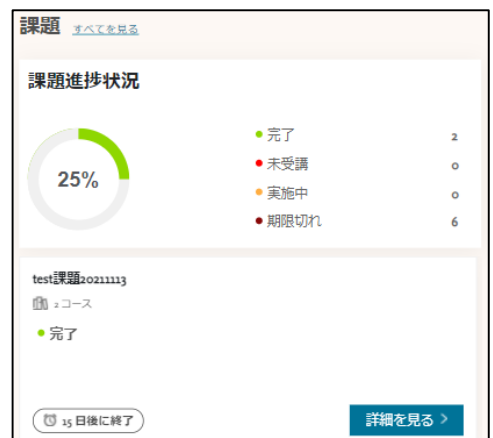 課題 すべてを見る
課題進捗状況
25%
完了 2
未受講 0
実施中 0
期限切れ 6
test課題20211113
2コース
完了
15 日後に終了
詳細を見る >